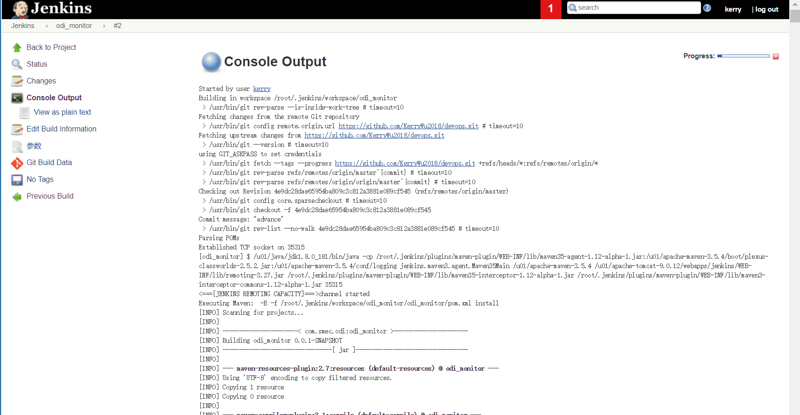 Jenkins
1
search
kerry
| log out
Jenkins › odi_monitor › #2
Back to Project
Status
Changes
Console Output
View as plain text
Edit Build Information
参数
Git Build Data
No Tags
Previous Build
Console Output
Progress:
Started by user kerry
Building in workspace /root/.jenkins/workspace/odi_monitor
> /usr/bin/git rev-parse --is-inside-work-tree # timeout=10
Fetching changes from the remote Git repository
> /usr/bin/git config remote.origin.url https://github.com/KerryWu2018/devops.git # timeout=10
Fetching upstream changes from https://github.com/KerryWu2018/devops.git
> /usr/bin/git --version # timeout=10
using GIT_ASKPASS to set credentials
> /usr/bin/git fetch --tags --progress https://github.com/KerryWu2018/devops.git +refs/heads/*:refs/remotes/origin/*
> /usr/bin/git rev-parse refs/remotes/origin/master^{commit} # timeout=10
> /usr/bin/git rev-parse refs/remotes/origin/origin/master^{commit} # timeout=10
Checking out Revision 4e9dc28dae65954ba809c3c812a3881e089cf545 (refs/remotes/origin/master)
> /usr/bin/git config core.sparsecheckout # timeout=10
> /usr/bin/git checkout -f 4e9dc28dae65954ba809c3c812a3881e089cf545
Commit message: "advance"
> /usr/bin/git rev-list --no-walk 4e9dc28dae65954ba809c3c812a3881e089cf545 # timeout=10
Parsing POMs
Established TCP socket on 35315
[odi_monitor] $ /u01/java/jdk1.8.0_181/bin/java -cp /root/.jenkins/plugins/maven-plugin/WEB-INF/lib/maven35-agent-1.12-alpha-1.jar:/u01/apache-maven-3.5.4/boot/plexus-
classworlds-2.5.2.jar:/u01/apache-maven-3.5.4/conf/logging jenkins.maven3.agent.Maven35Main /u01/apache-maven-3.5.4 /u01/apache-tomcat-9.0.12/webapps/jenkins/WEB-
INF/lib/remoting-3.27.jar /root/.jenkins/plugins/maven-plugin/WEB-INF/lib/maven35-interceptor-1.12-alpha-1.jar /root/.jenkins/plugins/maven-plugin/WEB-INF/lib/maven3-
interceptor-commons-1.12-alpha-1.jar 35315
<===[JENKINS REMOTING CAPACITY]===>channel started
Executing Maven: -B -f /root/.jenkins/workspace/odi_monitor/odi_monitor/pom.xml install
[INFO] Scanning for projects...
[INFO]
[INFO] ----------------------< com.smec.odi:odi_monitor >----------------------
[INFO] Building odi_monitor 0.0.1-SNAPSHOT
[INFO] --------------------------------[ jar ]---------------------------------
[INFO]
[INFO] --- maven-resources-plugin:2.7:resources (default-resources) @ odi_monitor ---
[INFO] Using 'UTF-8' encoding to copy filtered resources.
[INFO] Copying 1 resource
[INFO] Copying 0 resource
[INFO]